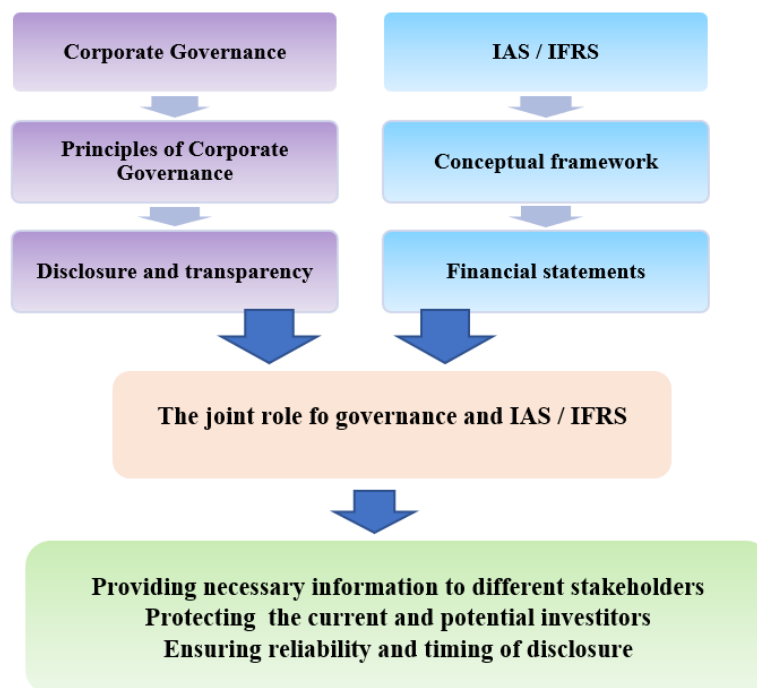 Corporate Governance
IAS / IFRS
Principles of Corporate
Governance
Conceptual framework
Disclosure and transparency
Financial statements
The joint role fo governance and IAS / IFRS
Providing necessary information to different stakeholders
Protecting the current and potential investitors
Ensuring reliability and timing of disclosure